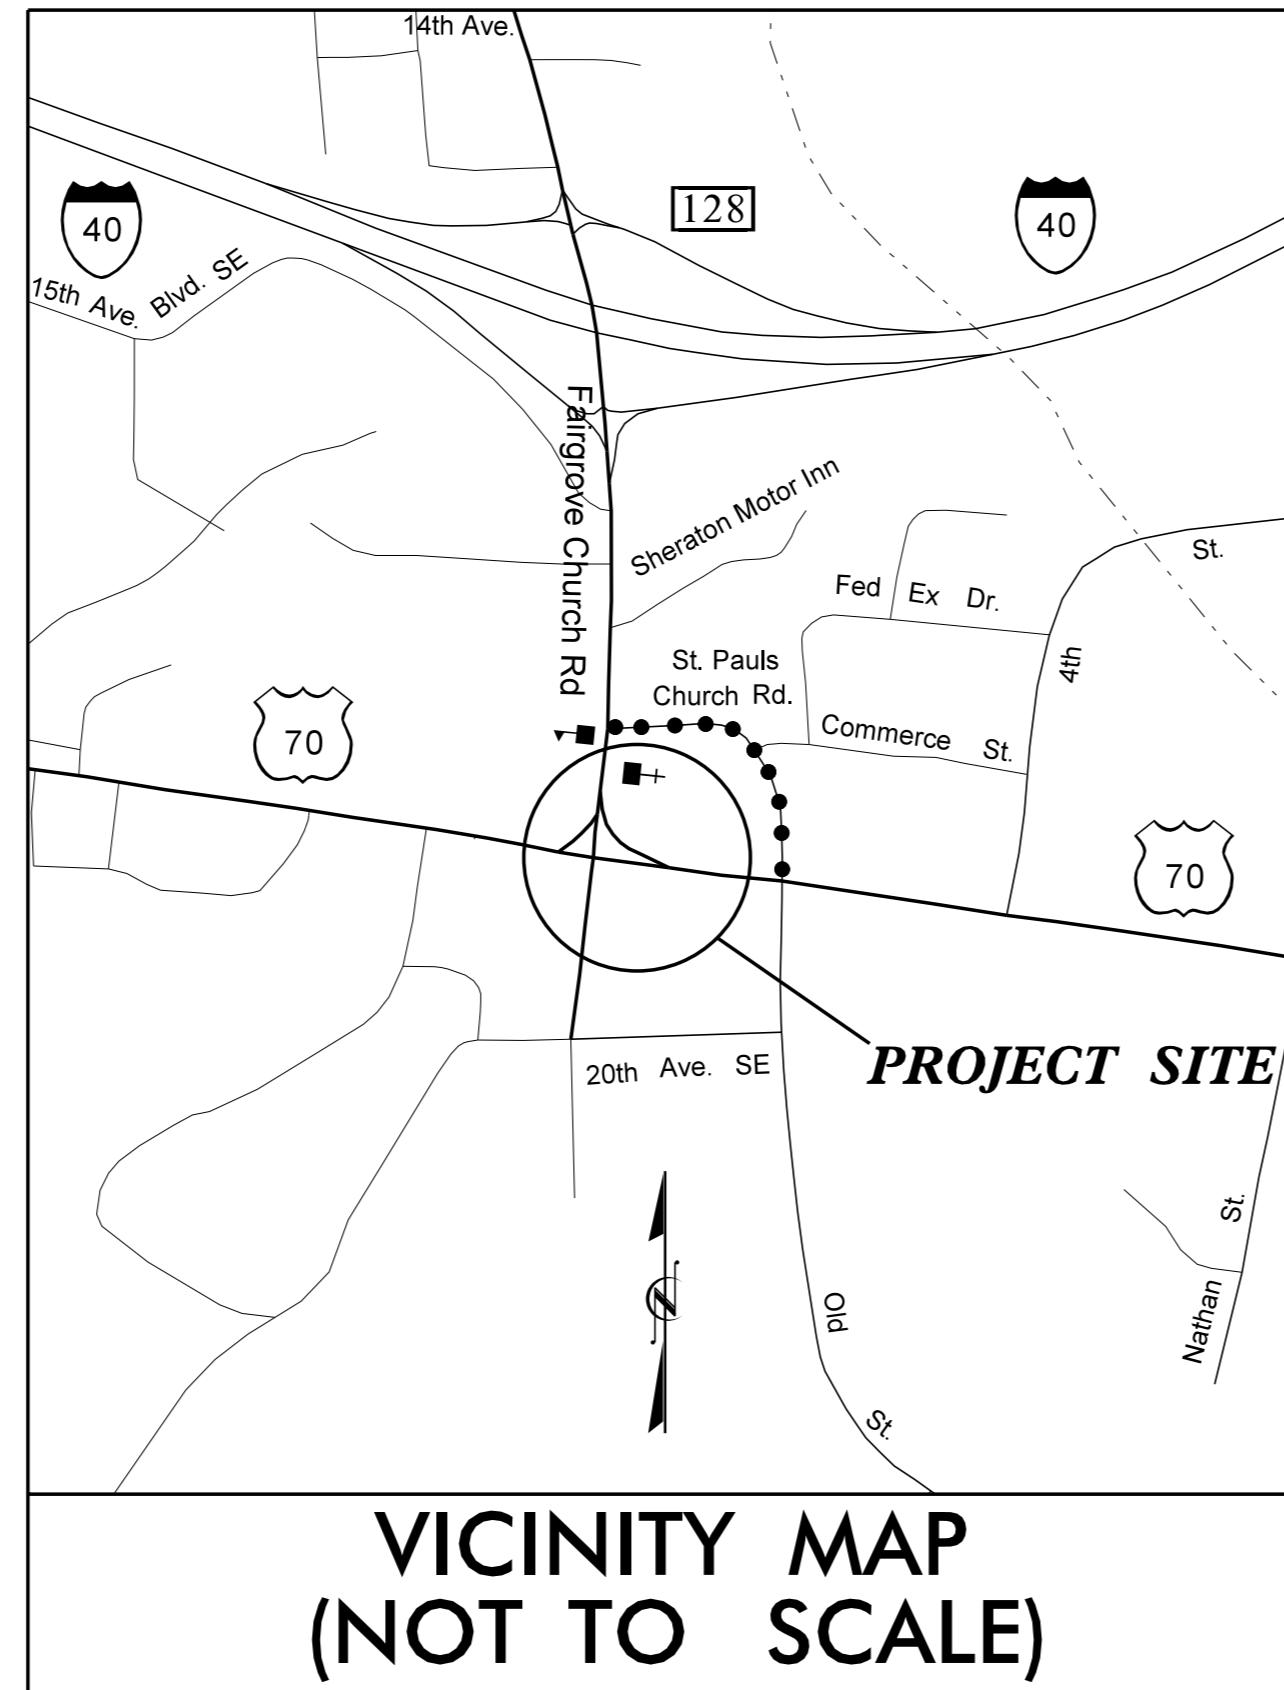 14th Ave.
40
128
40
15th Ave. Blvd. SE
Fairgrove Church Rd
Sheraton Motor Inn
St.
Fed Ex Dr.
4th
St. Pauls
Church Rd.
70
Commerce St.
70
PROJECT SITE
20th Ave. SE
St.
N
Nathan
Old
St.
VICINITY MAP
(NOT TO SCALE)